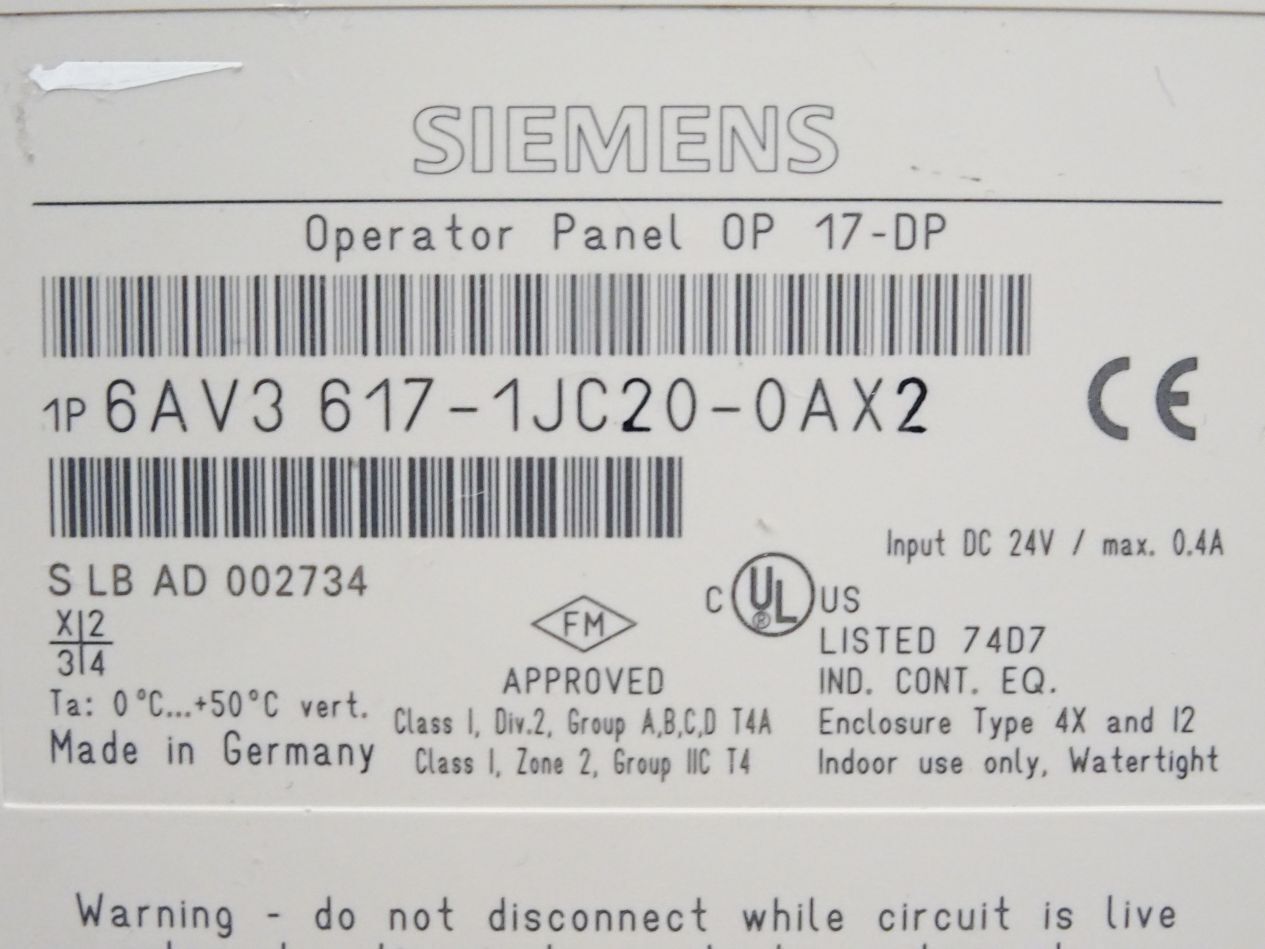 SIEMENS
Operator Panel OP 17-DP
1P 6AV3 617-1JC20-0AX2
CE
Input DC 24V / max. 0.4A
S LB AD 002734
X 2
3 4
FM
APPROVED
C UL® US
LISTED 74D7
IND. CONT. EQ.
Ta: 0°C...+50°C vert.
Made in Germany
Class I, Div.2, Group A,B,C,D T4A
Class I, Zone 2, Group IIC T4
Enclosure Type 4X and 12
Indoor use only, Watertight
Warning - do not disconnect while circuit is live